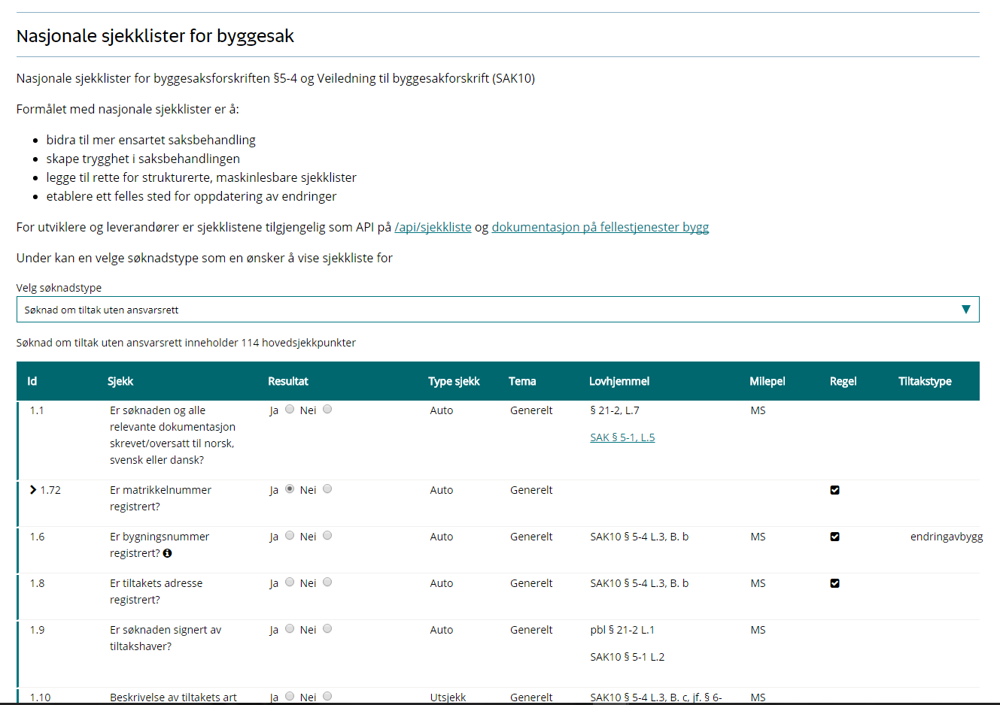 Nasjonale sjekklister for byggesak
Nasjonale sjekklister for byggesaksforskriften §5-4 og Veiledning til byggesakforskrift (SAK10)
Formålet med nasjonale sjekklister er å:
bidra til mer ensartet saksbehandling
skape trygghet i saksbehandlingen
legge til rette for strukturerte, maskinlesbare sjekklister
etablere ett felles sted for oppdatering av endringer
For utviklere og leverandører er sjekklistene tilgjengelig som API på /api/sjekkliste og dokumentasjon på fellestjenester bygg
Under kan en velge søknadstype som en ønsker å vise sjekkliste for
Velg søknadstype
Søknad om tiltak uten ansvarsrett
Søknad om tiltak uten ansvarsrett inneholder 114 hovedsjekkpunkter
Id Sjekk Resultat Type sjekk Tema Lovhjemmel Milepel Regel Tiltakstype
1.1 Er søknaden og alle Ja Nei Auto Generelt § 21-2, L.7 MS
relevante dokumentasjon
SAK § 5-1, L.5
skrevet/oversatt til norsk,
svensk eller dansk?
1.72 Er matrikkelnummer Ja Nei Auto Generelt
registrert?
1.6 Er bygningsnummer Ja Nei Auto Generelt SAK10 § 5-4 L.3, B. b MS endringavbygg
registrert?
1.8 Er tiltakets adresse Ja Nei Auto Generelt SAK10 § 5-4 L.3, B. b MS
registrert?
1.9 Er søknaden signert av Ja Nei Auto Generelt pbl § 21-2 L.1 MS
tiltakshaver?
SAK10 § 5-1 L.2
1.10 Beskrivelse av tiltakets art Ja Nei Utsjekk Generelt SAK10 § 5-4 L.3, B. c, jf. § 6- MS